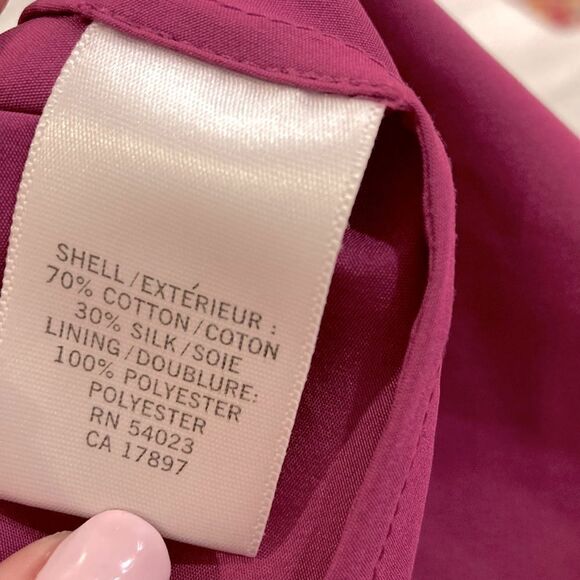 SHELL/EXTÉRIEUR :
70% COTTON/COTON
30% SILK/SOIE
LINING/DOUBLURE:
100% POLYESTER
POLYESTER
RN 54023
CA 17897